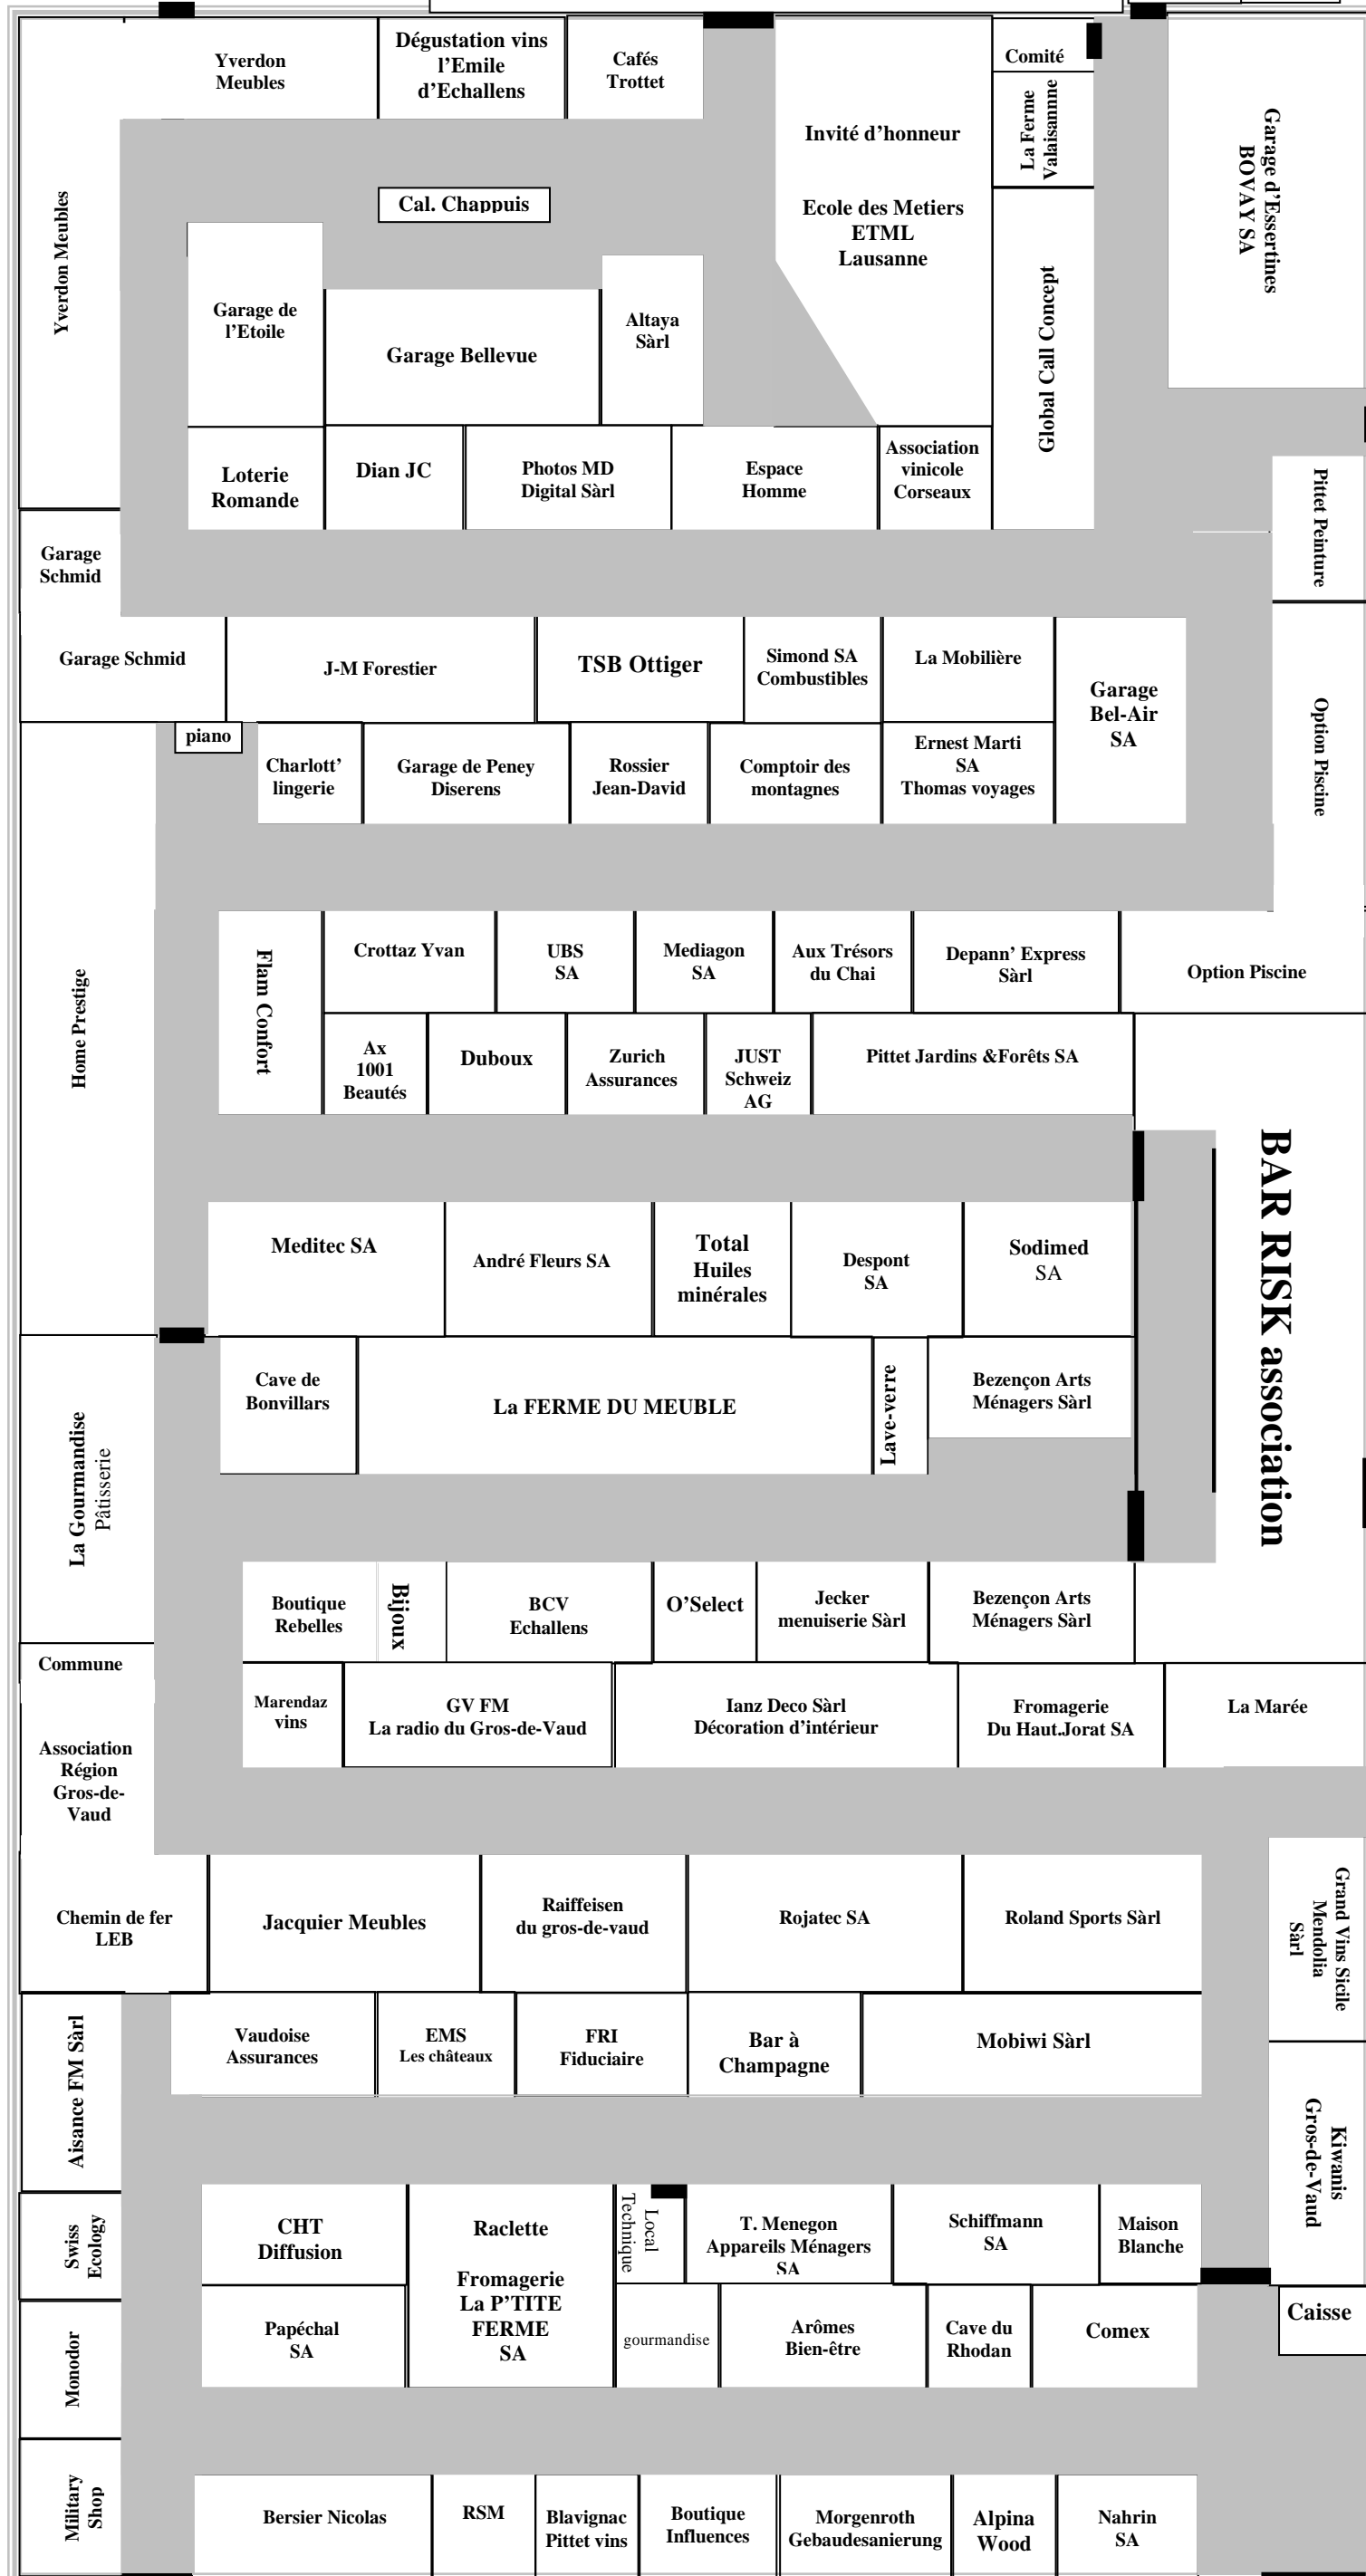 Yverdon
Meubles
Dégustation vins
l'Emile
d'Echallens
Cafés
Trottet
Invité d'honneur
Ecole des Metiers
ETML
Lausanne
Comité
La Ferme
Valaisannne
Garage d'Essertines
BOVAY SA
Yverdon Meubles
Cal. Chappuis
Garage de
l'Etoile
Garage Bellevue
Altaya
Sàrl
Global Call Concept
Loterie
Romande
Dian JC
Photos MD
Digital Sàrl
Espace
Homme
Association
vinicole
Corseaux
Pittet Peinture
Garage
Schmid
Garage Schmid
J-M Forestier
TSB Ottiger
Simond SA
Combustibles
La Mobilière
Garage
Bel-Air
SA
Option Piscine
piano
Charlott'
lingerie
Garage de Peney
Diserens
Rossier
Jean-David
Comptoir des
montagnes
Ernest Marti
SA
Thomas voyages
Home Prestige
Flam Confort
Crottaz Yvan
UBS
SA
Mediagon
SA
Aux Trésors
du Chai
Depann' Express
Sàrl
Option Piscine
Ax
1001
Beautés
Duboux
Zurich
Assurances
JUST
Schweiz
AG
Pittet Jardins &Forêts SA
BAR RISK association
Meditec SA
André Fleurs SA
Total
Huiles
minérales
Despont
SA
Sodimed
SA
La Gourmandise
Pâtisserie
Cave de
Bonvillars
La FERME DU MEUBLE
Lave-verre
Bezençon Arts
Ménagers Sàrl
Boutique
Rebelles
Bijoux
BCV
Echallens
O'Select
Jecker
menuiserie Sàrl
Bezençon Arts
Ménagers Sàrl
Commune
Marendaz
vins
GV FM
La radio du Gros-de-Vaud
Ianz Deco Sàrl
Décoration d'intérieur
Fromagerie
Du Haut.Jorat SA
La Marée
Association
Région
Gros-de-
Vaud
Chemin de fer
LEB
Jacquier Meubles
Raiffeisen
du gros-de-vaud
Rojatec SA
Roland Sports Sàrl
Grand Vins Sicile
Mendolia
Sàrl
Aisance FM Sàrl
Vaudoise
Assurances
EMS
Les châteaux
FRI
Fiduciaire
Bar à
Champagne
Mobiwi Sàrl
Kiwanis
Gros-de-Vaud
Swiss
Ecology
CHT
Diffusion
Raclette
Fromagerie
La P'TITE
FERME
SA
Local
Technique
T. Menegon
Appareils Ménagers
SA
Schiffmann
SA
Maison
Blanche
Caisse
Monodor
Papéchal
SA
gourmandise
Arômes
Bien-être
Cave du
Rhodan
Comex
Military
Shop
Bersier Nicolas
RSM
Blavignac
Pittet vins
Boutique
Influences
Morgenroth
Gebaudesanierung
Alpina
Wood
Nahrin
SA